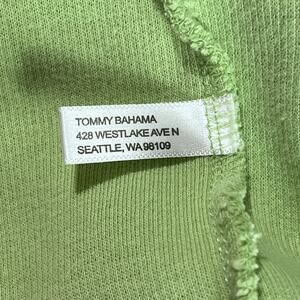 TOMMY BAHAMA
428 WESTLAKE AVE N
SEATTLE, WA 98109